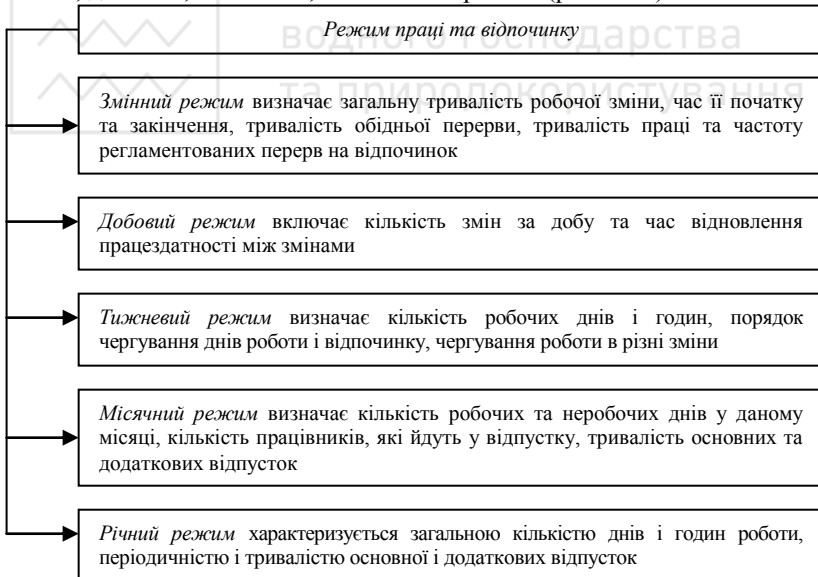 водного господарства
Режим праці та відпочинку
та природокористування
Змінний режим визначає загальну тривалість робочої зміни, час її початку
та закінчення, тривалість обідньої перерви, тривалість праці та частоту
регламентованих перерв на відпочинок
Добовий режим включає кількість змін за добу та час відновлення
працездатності між змінами
Тижневий режим визначає кількість робочих днів і годин, порядок
чергування днів роботи і відпочинку, чергування роботи в різні зміни
Місячний режим визначає кількість робочих та неробочих днів у даному
місяці, кількість працівників, які йдуть у відпустку, тривалість основних та
додаткових відпусток
Річний режим характеризується загальною кількістю днів і годин роботи,
періодичністю і тривалістю основної і додаткових відпусток